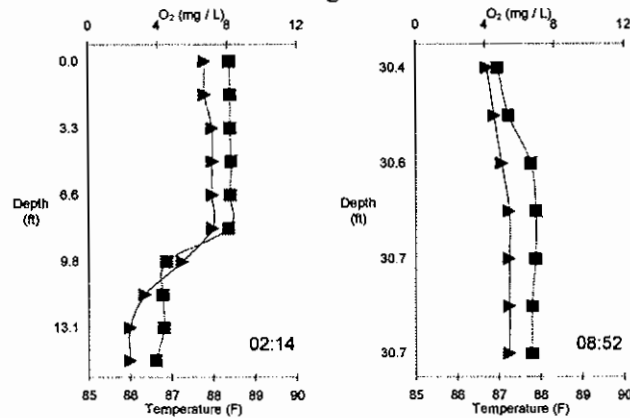 O₂ (mg / L)
0 4 8 12
0.0
3.3
6.6
Depth
(ft)
9.8
13.1
02:14
85 86 87 88 89 90
Temperature (F)
O₂ (mg / L)
0 4 8 12
30.4
30.6
Depth
(ft)
30.7
30.7
08:52
85 86 87 88 89 90
Temperature (F)